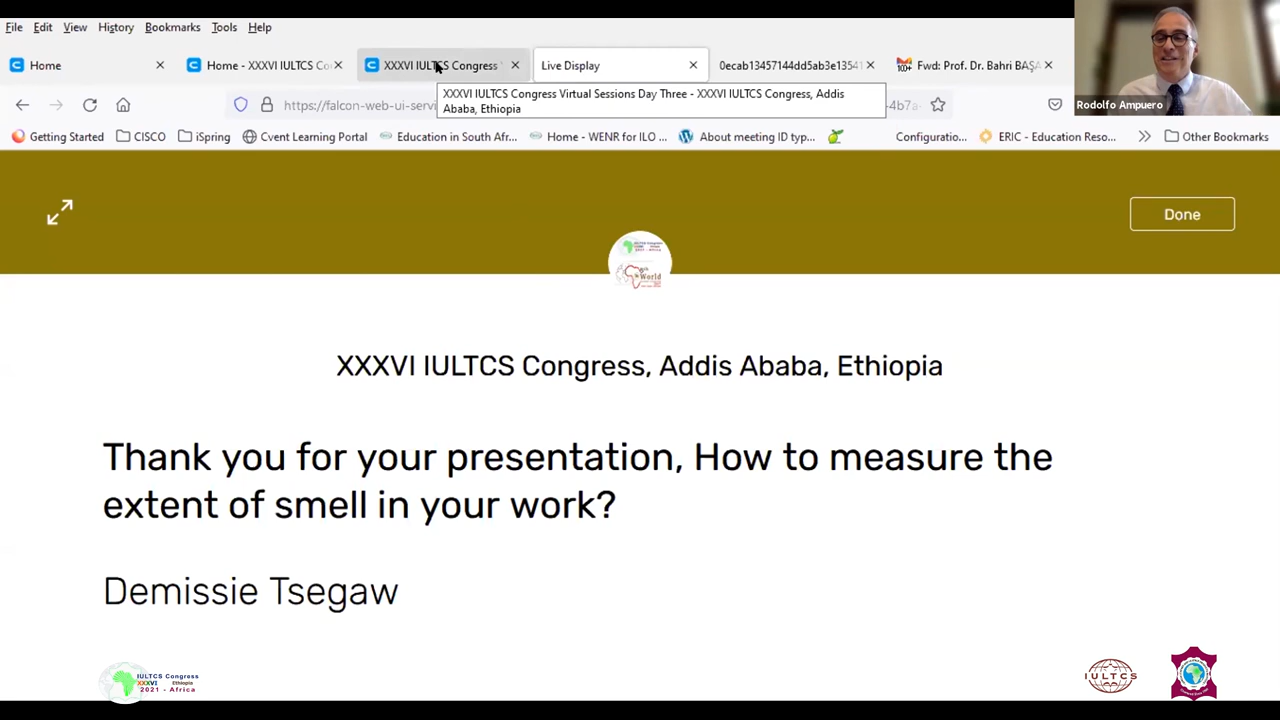 File Edit View History Bookmarks Tools Help
Home
Home - XXXVI IULTCS Co
XXXVI IULTCS Congress
Live Display
0ecab13457144dd5ab3e13541
Fwd: Prof. Dr. Bahri BAŞA
https://falcon-web-ui-servi
4b7a-
XXXVI IULTCS Congress Virtual Sessions Day Three - XXXVI IULTCS Congress, Addis
Ababa, Ethiopia
Rodolfo Ampuero
Getting Started CISCO iSpring Cvent Learning Portal Education in South Afr... Home - WENR for ILO ... About meeting ID typ... Configuratio... ERIC - Education Reso... Other Bookmarks
Done
XXXVI IULTCS Congress, Addis Ababa, Ethiopia
Thank you for your presentation, How to measure the
extent of smell in your work?
Demissie Tsegaw
IULTCS Congress
XXXVI Ethiopia
2021 - Africa
IULTCS